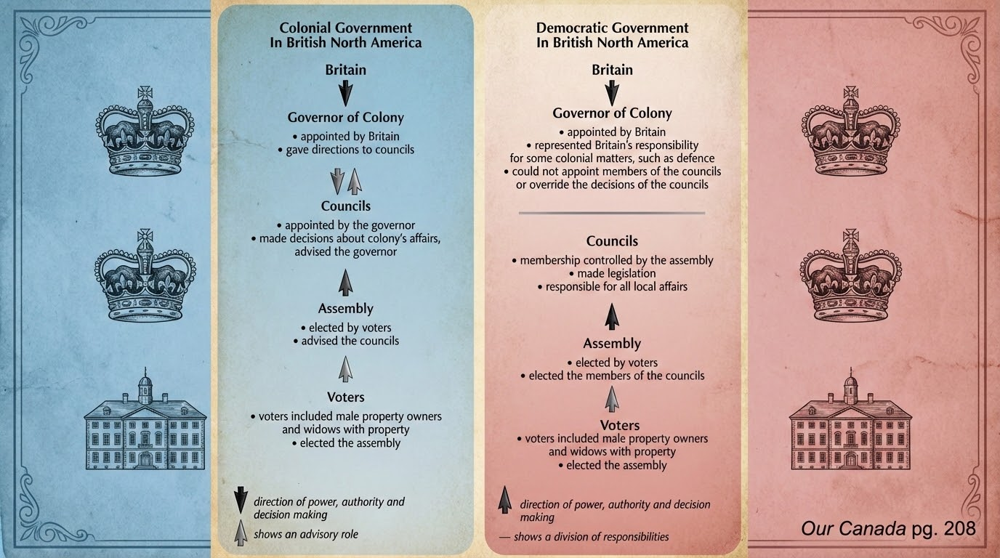 Colonial Government
In British North America
Britain
Governor of Colony
• appointed by Britain
• gave directions to councils
Councils
• appointed by the governor
• made decisions about colony's affairs,
advised the governor
Assembly
• elected by voters
• advised the councils
Voters
• voters included male property owners
and widows with property
• elected the assembly
direction of power, authority and
decision making
shows an advisory role
Democratic Government
In British North America
Britain
Governor of Colony
• appointed by Britain
• represented Britain's responsibility
for some colonial matters, such as defence
• could not appoint members of the councils
or override the decisions of the councils
Councils
• membership controlled by the assembly
• made legislation
• responsible for all local affairs
Assembly
• elected by voters
• elected the members of the councils
Voters
• voters included male property owners
and widows with property
• elected the assembly
direction of power, authority and decision
making
— shows a division of responsibilities
Our Canada pg. 208